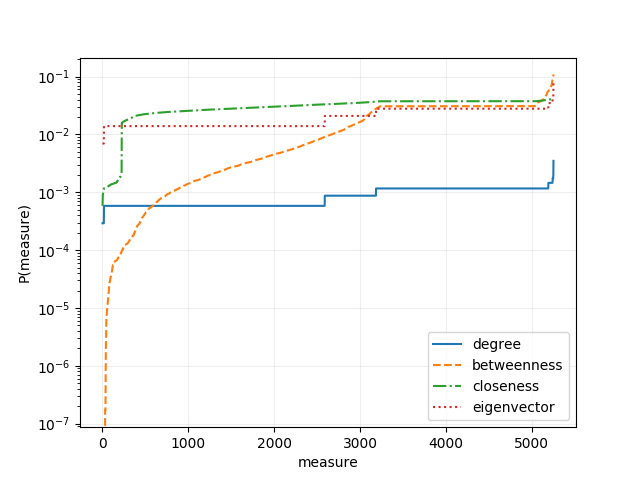 10⁻¹
10⁻²
10⁻³
10⁻⁴
10⁻⁵
10⁻⁶
10⁻⁷
P(measure)
0 1000 2000 3000 4000 5000
measure
degree
betweenness
closeness
eigenvector